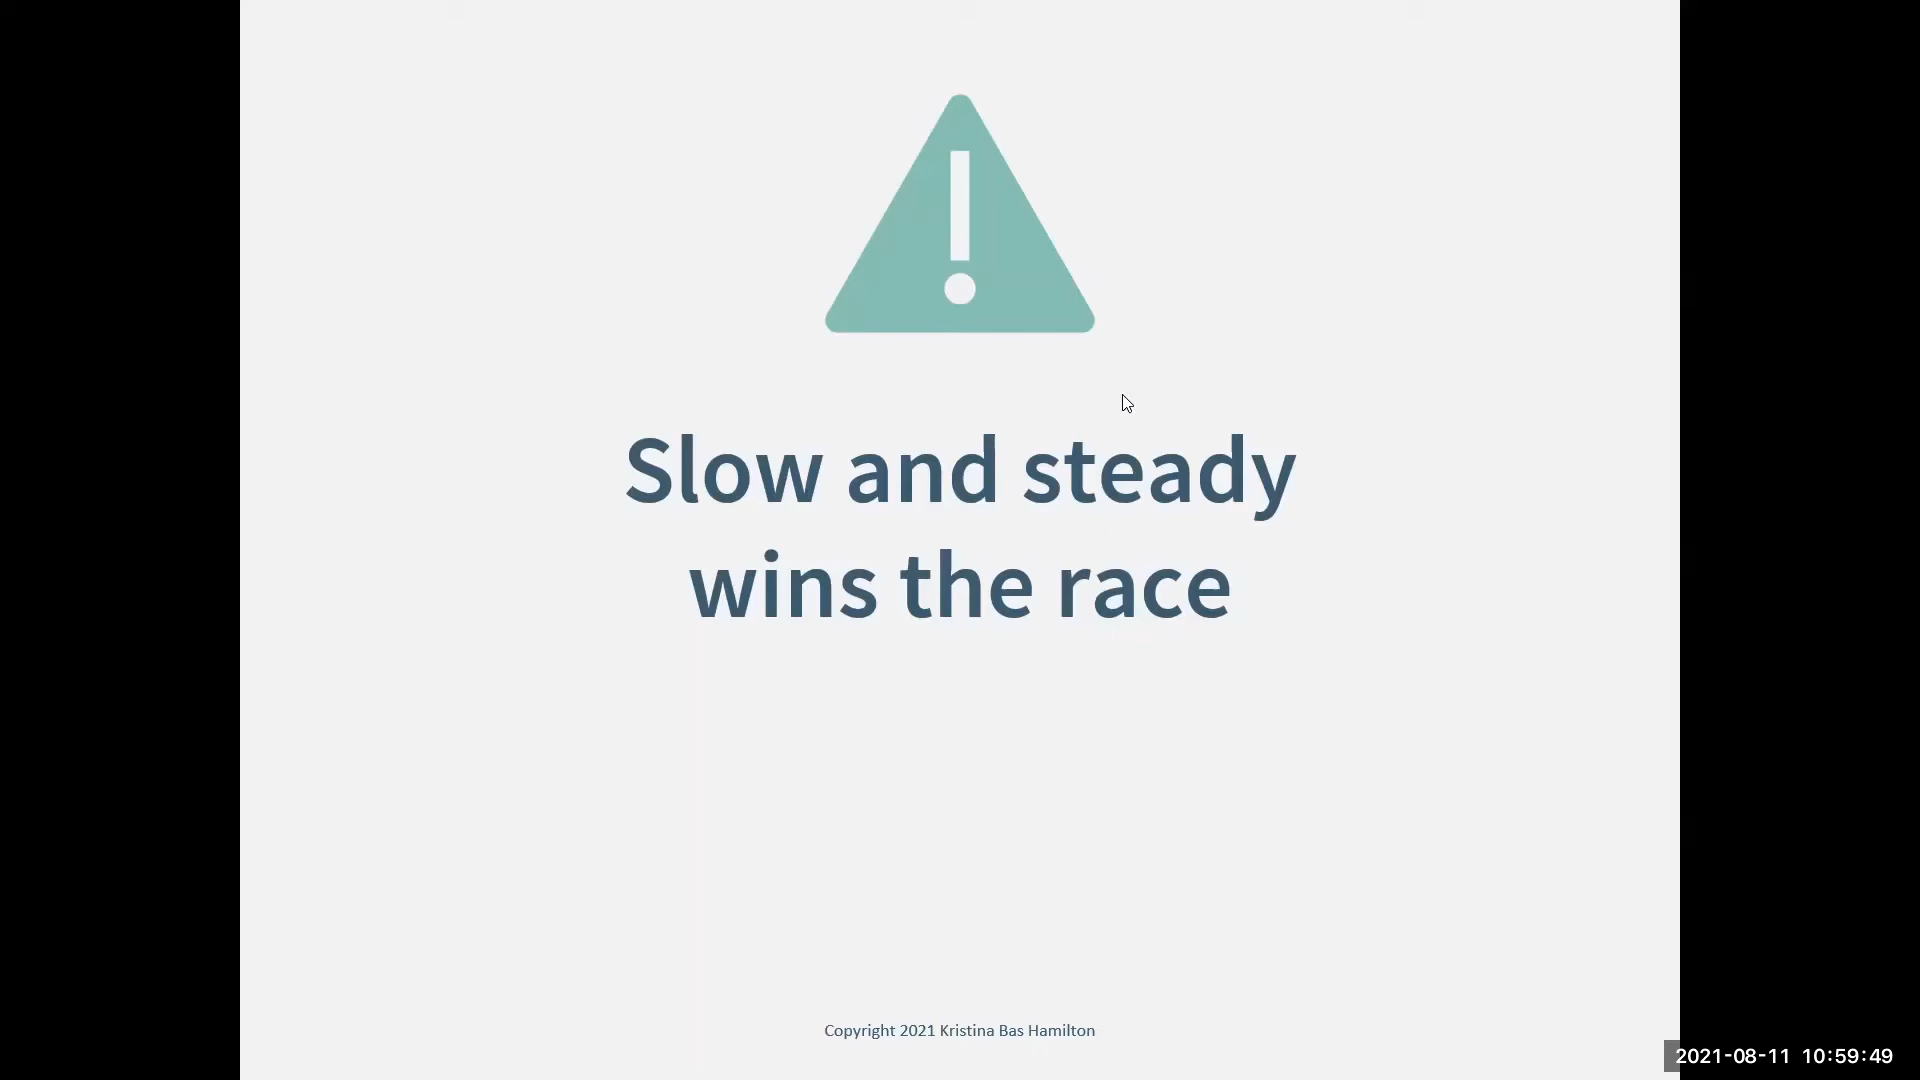 !
Slow and steady
wins the race
Copyright 2021 Kristina Bas Hamilton
2021-08-11 10:59:49